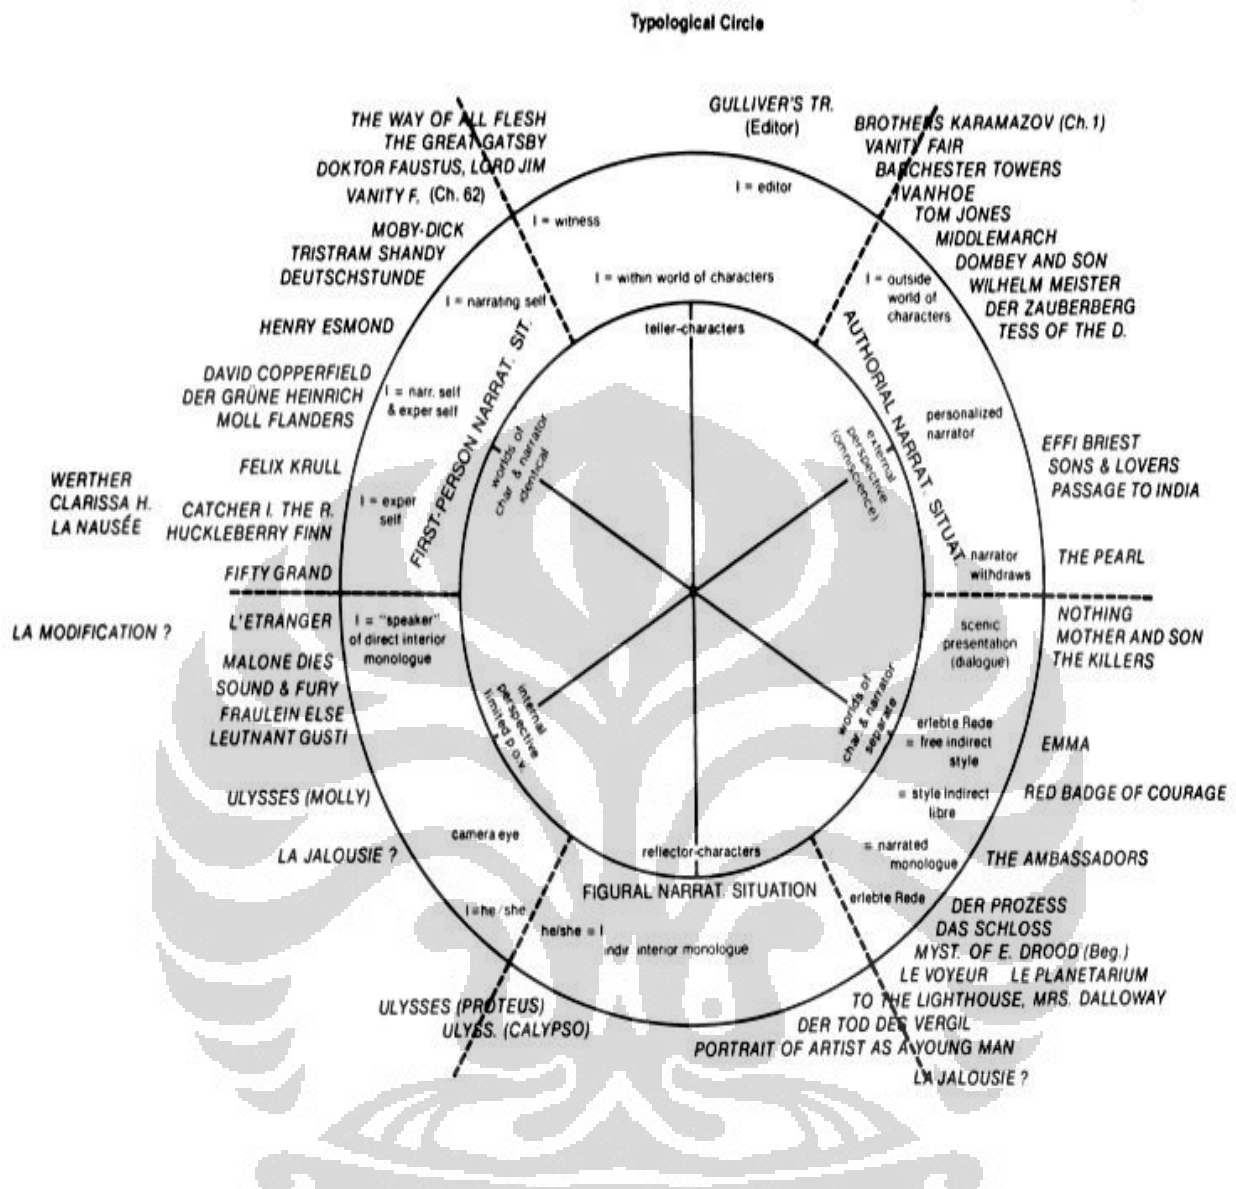 Typological Circle
GULLIVER'S TR.
(Editor)
THE WAY OF ALL FLESH
THE GREAT GATSBY
DOKTOR FAUSTUS, LORD JIM
VANITY F. (Ch. 62)
MOBY-DICK
TRISTRAM SHANDY
DEUTSCHSTUNDE
HENRY ESMOND
DAVID COPPERFIELD
DER GRÜNE HEINRICH
MOLL FLANDERS
FELIX KRULL
WERTHER
CLARISSA H.
LA NAUSÉE
CATCHER I. THE R.
HUCKLEBERRY FINN
FIFTY GRAND
L'ETRANGER
LA MODIFICATION ?
MALONE DIES
SOUND & FURY
FRAULEIN ELSE
LEUTNANT GUSTI
ULYSSES (MOLLY)
LA JALOUSIE ?
ULYSSES (PROTEUS)
ULYSS. (CALYPSO)
BROTHERS KARAMAZOV (Ch. 1)
VANITY FAIR
BARCHESTER TOWERS
IVANHOE
TOM JONES
MIDDLEMARCH
DOMBEY AND SON
WILHELM MEISTER
DER ZAUBERBERG
TESS OF THE D.
EFFI BRIEST
SONS & LOVERS
PASSAGE TO INDIA
THE PEARL
NOTHING
MOTHER AND SON
THE KILLERS
EMMA
RED BADGE OF COURAGE
THE AMBASSADORS
DER PROZESS
DAS SCHLOSS
MYST. OF E. DROOD (Beg.)
LE VOYEUR LE PLANETARIUM
TO THE LIGHTHOUSE, MRS. DALLOWAY
DER TOD DES VERGIL
PORTRAIT OF ARTIST AS A YOUNG MAN
LA JALOUSIE ?
I = editor
I = witness
I = within world of characters
I = narrating self
I = narr. self
& exper self
I = exper
self
I = "speaker"
of direct interior
monologue
camera eye
I = he/she
he/she = I
indir interior monologue
I = outside
world of
characters
personalized
narrator
narrator
withdraws
scenic
presentation
(dialogue)
erlebte Rede
= free indirect
style
= style indirect
libre
= narrated
monologue
erlebte Rede
FIRST-PERSON NARRAT. SIT.
AUTHORIAL NARRAT. SITUAT.
FIGURAL NARRAT. SITUATION
teller-characters
worlds of
char. & narrator
identical
external
perspective
(omniscience)
internal
perspective
limited p.o.v.
worlds of
char. & narrator
separate
reflector-characters